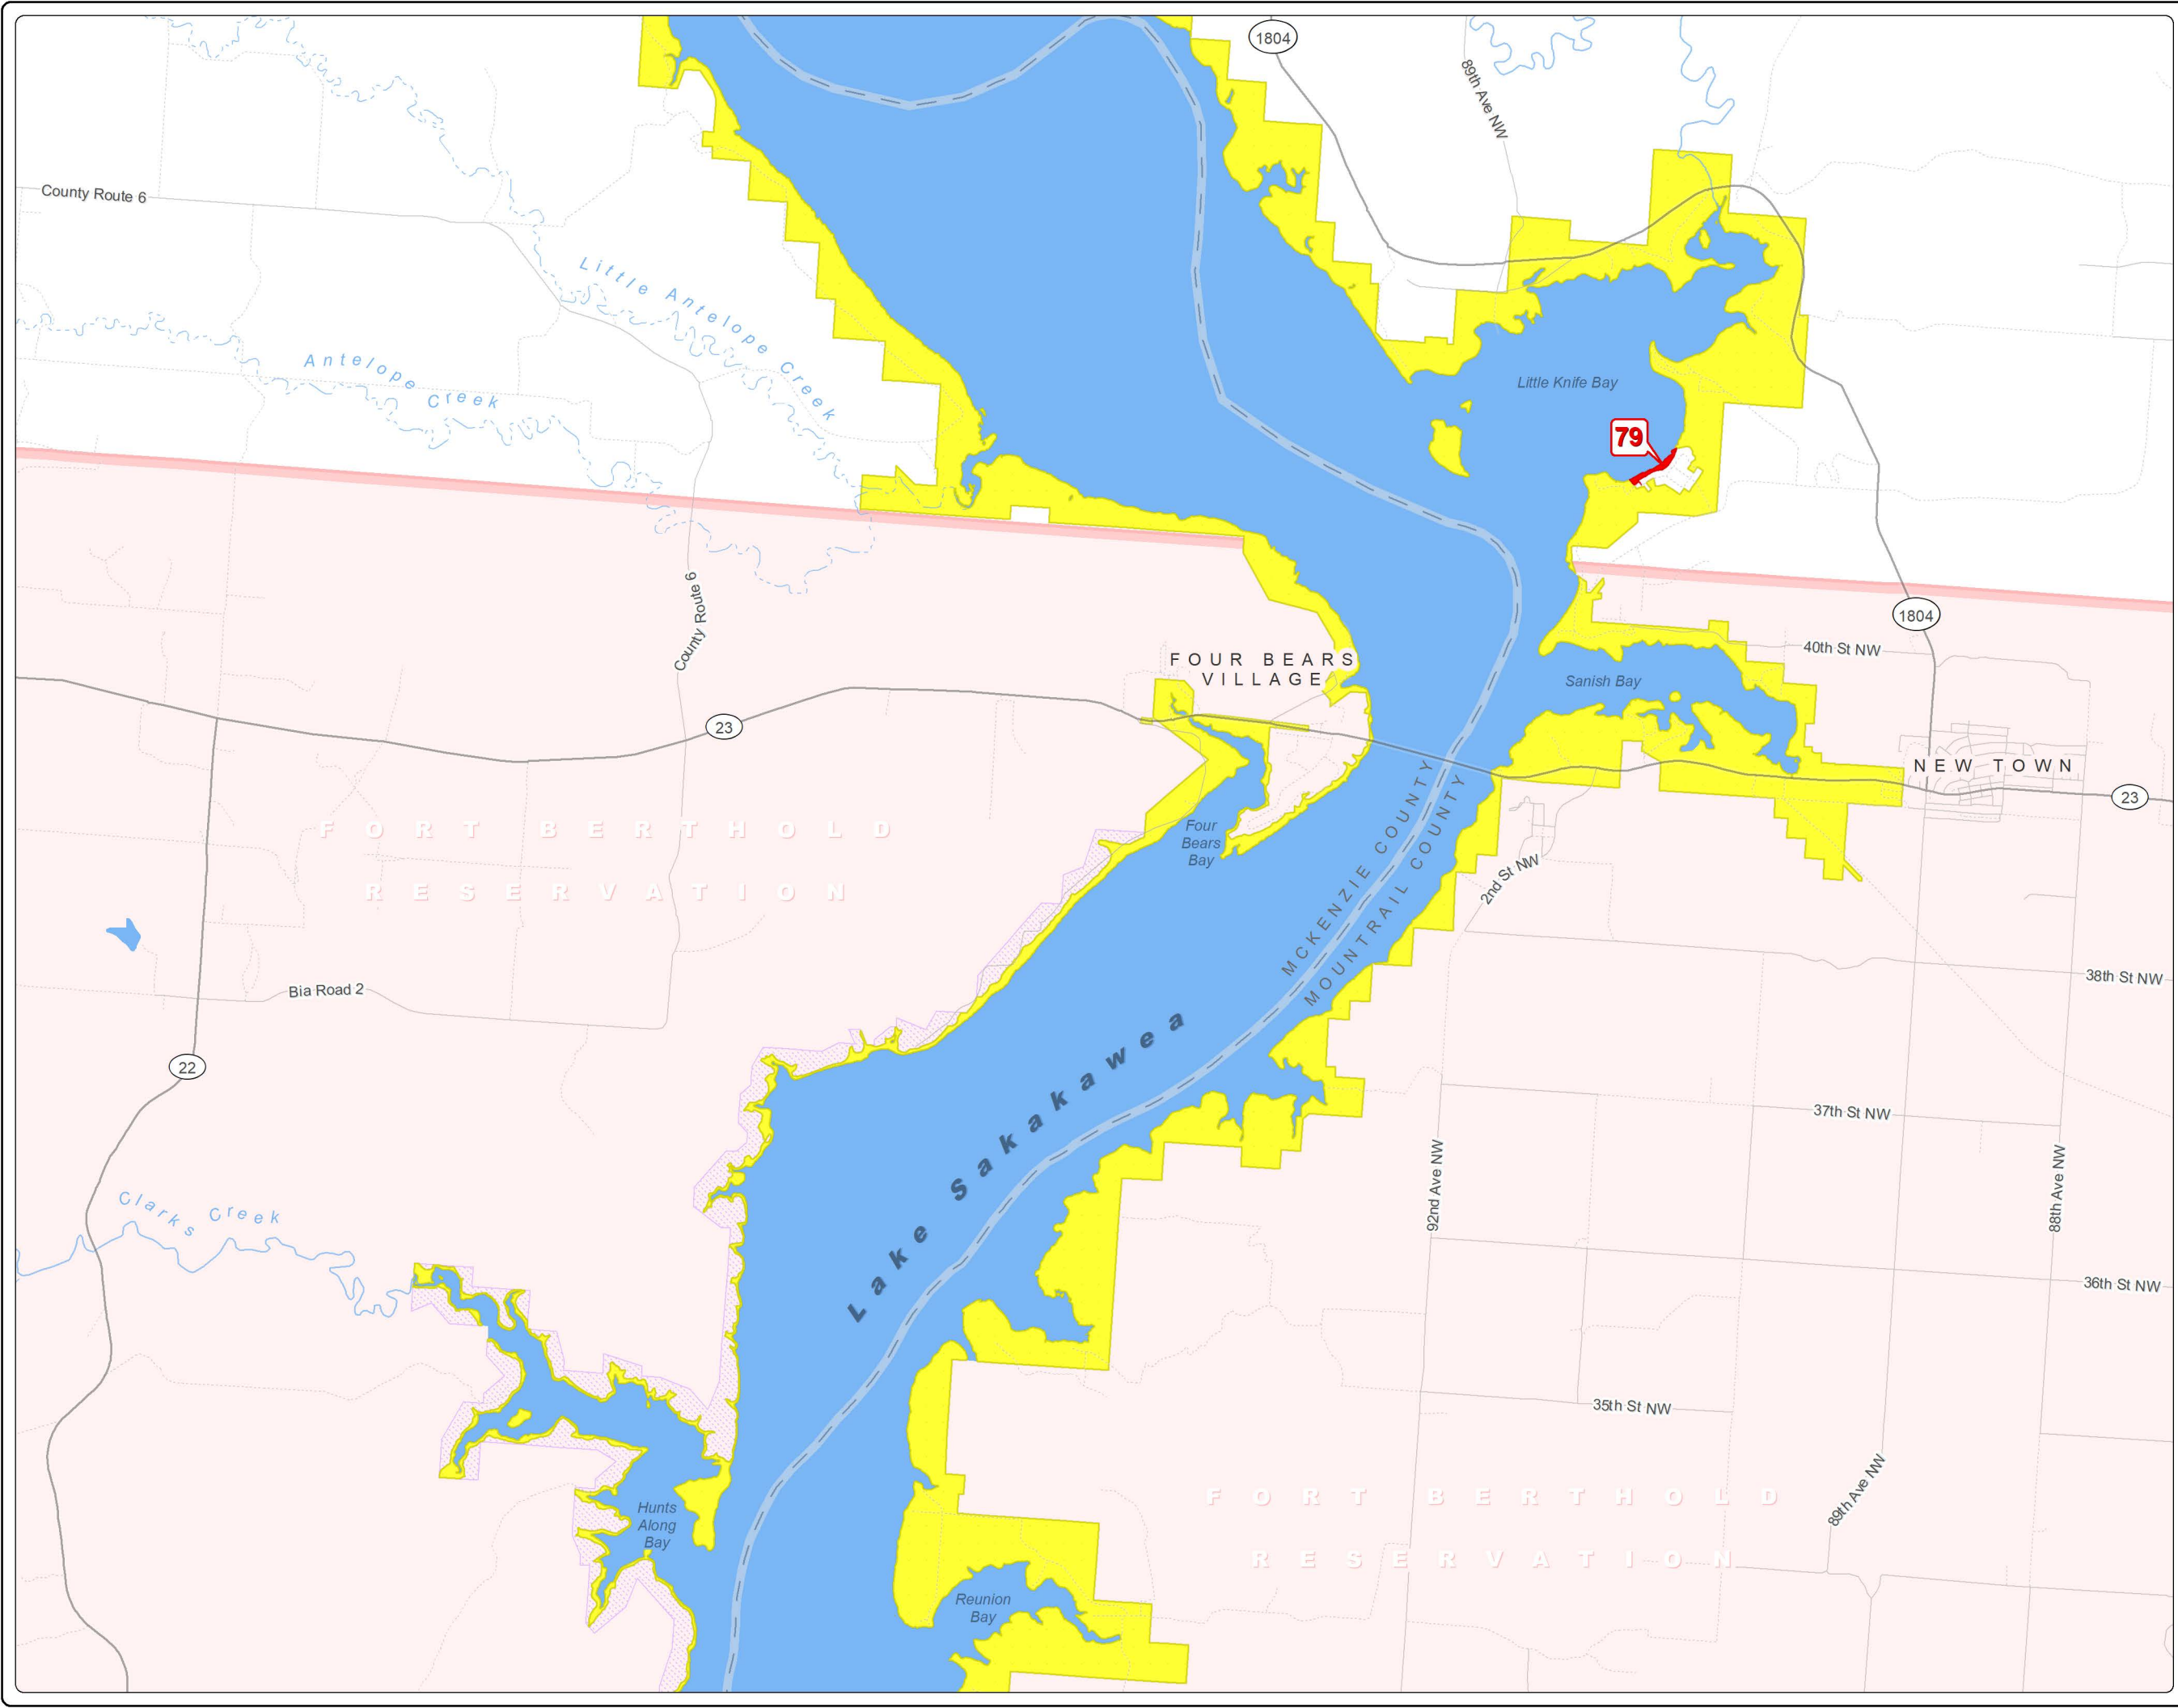 1804
89th Ave NW
County Route 6
Little Antelope Creek
Antelope
Creek
Little Knife Bay
79
County Route 6
1804
FOUR BEARS
VILLAGE
40th St NW
Sanish Bay
23
NEW TOWN
23
FORT BERTHOLD
RESERVATION
Four
Bears
Bay
MCKENZIE COUNTY
MOUNTRAIL COUNTY
2nd St NW
38th St NW
Bia Road 2
22
Lake Sakakawea
37th St NW
92nd Ave NW
88th Ave NW
Clarks Creek
36th St NW
35th St NW
89th Ave NW
Hunts
Along
Bay
FORT BERTHOLD
RESERVATION
Reunion
Bay